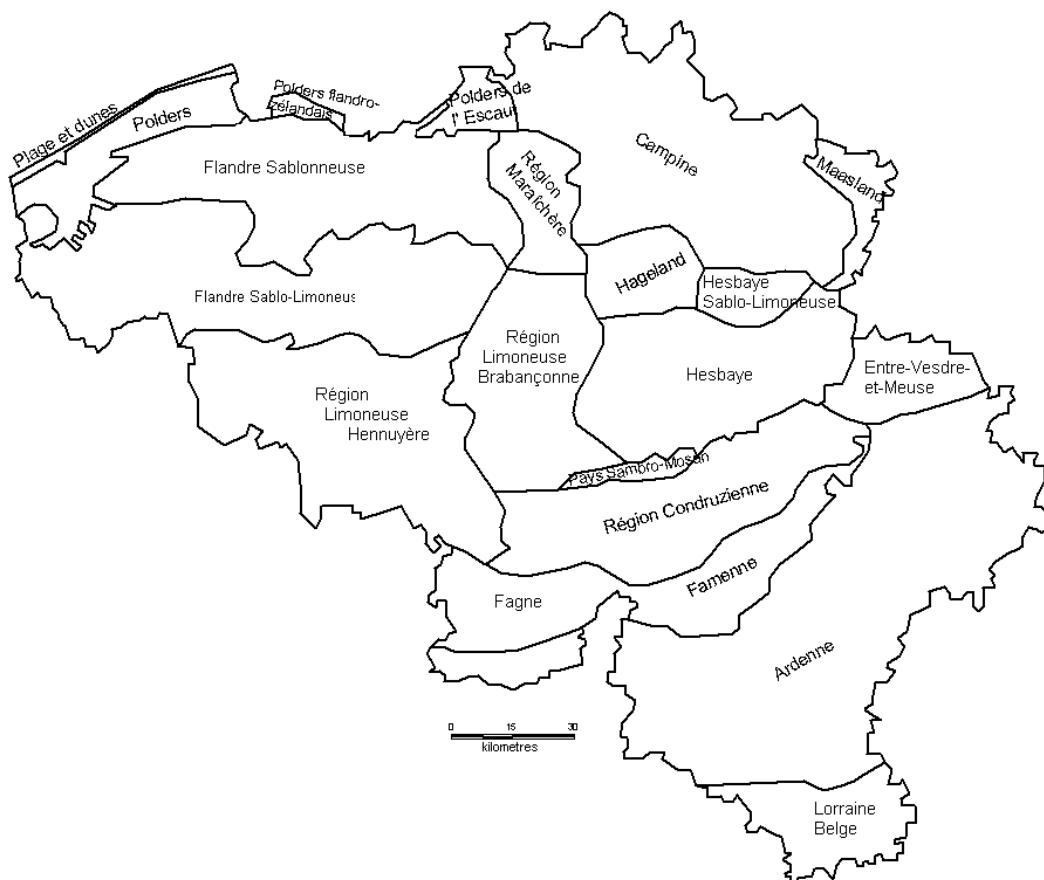 Plage et dunes
Polders
Polders flandro-
zélandais
Polders de
l' Escaut
Flandre Sablonneuse
Région
Maraîchère
Campine
Maasland
Hageland
Hesbaye
Sablo-Limoneuse
Flandre Sablo-Limoneus
Région
Limoneuse
Brabançonne
Hesbaye
Entre-Vesdre-
et-Meuse
Région
Limoneuse
Hennuyère
Pays Sambro-Mosan
Région Condruzienne
Famenne
Fagne
Ardenne
0 15 30
kilometres
Lorraine
Belge